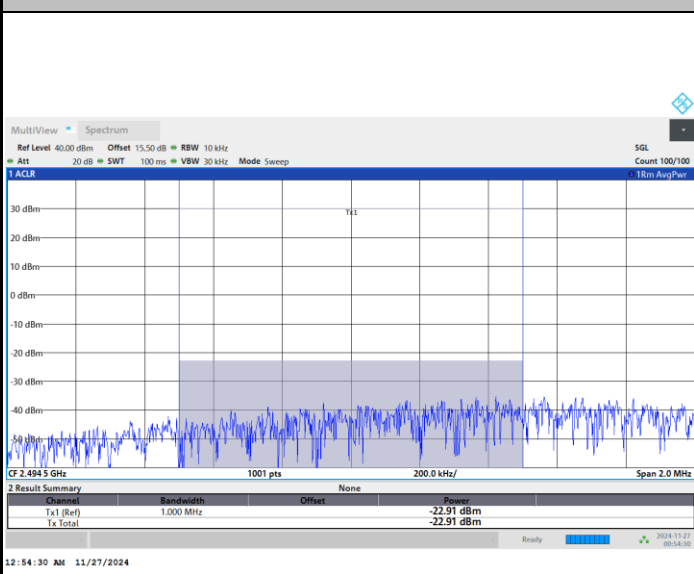 MultiView Spectrum
Ref Level 40.00 dBm Offset 15.50 dB RBW 10 kHz SGL
Att 20 dB SWT 100 ms VBW 30 kHz Mode Sweep Count 100/100
1 ACLR 1Rm AvgPwr
Tx1
30 dBm
20 dBm
10 dBm
0 dBm
-10 dBm
-20 dBm
-30 dBm
-40 dBm
-50 dBm
CF 2.494 5 GHz 1001 pts 200.0 kHz/ Span 2.0 MHz
2 Result Summary None
Channel Bandwidth Offset Power
Tx1 (Ref) 1.000 MHz -22.91 dBm
Tx Total -22.91 dBm
Ready 2024-11-27
00:54:30
12:54:30 AM 11/27/2024